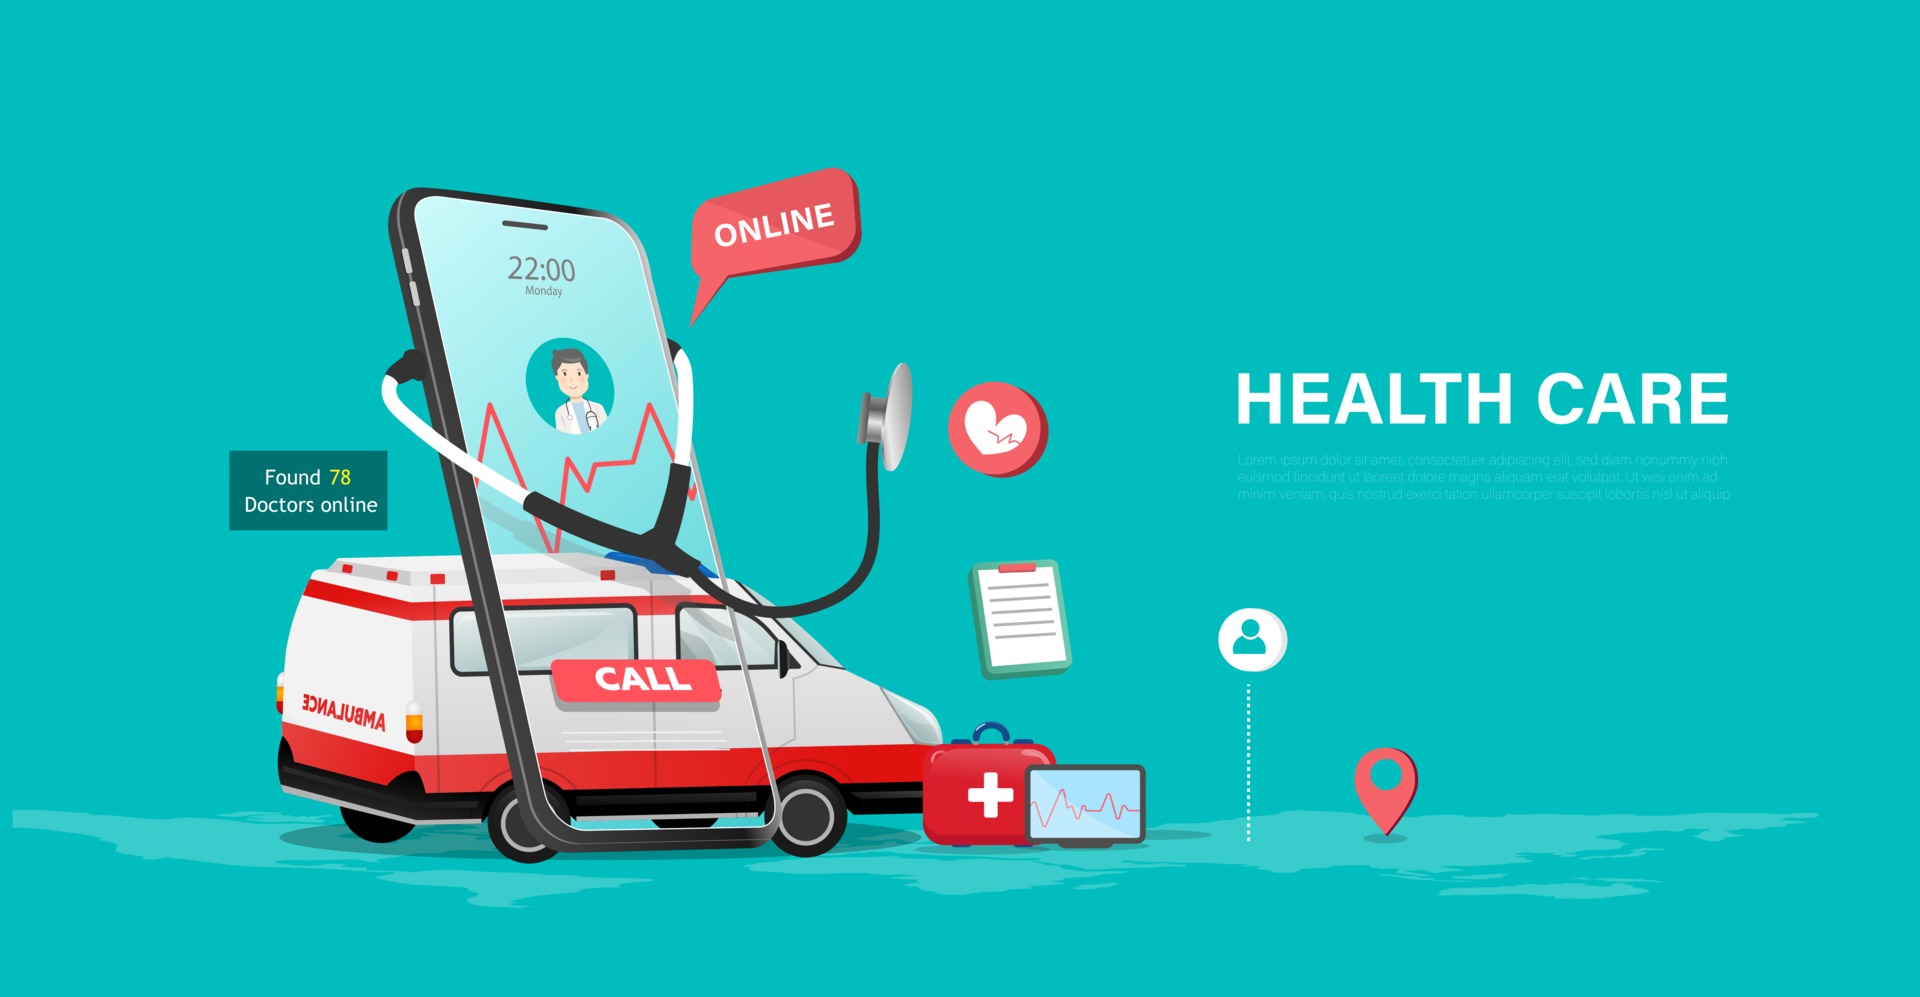 ONLINE
22:00
Monday
Found 78
Doctors online
AMBULANCE
CALL
HEALTH CARE
Lorem ipsum dolor sit amet, consectetuer adipiscing elit, sed diam nonummy nibh
euismod tincidunt ut laoreet dolore magna aliquam erat volutpat. Ut wisi enim ad
minim veniam, quis nostrud exerci tation ullamcorper suscipit lobortis nisl ut aliquip